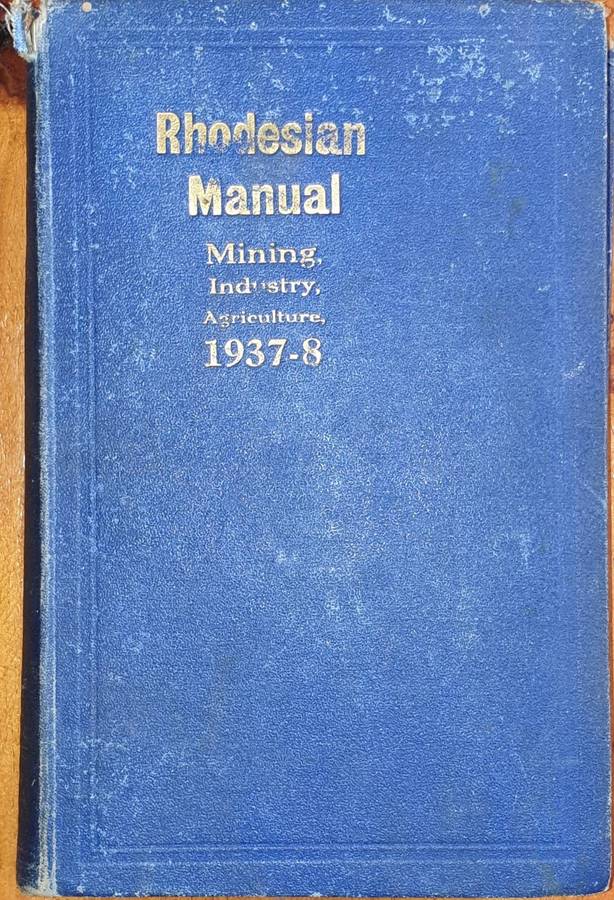 Rhodesian
Manual
Mining,
Industry,
Agriculture,
1937-8